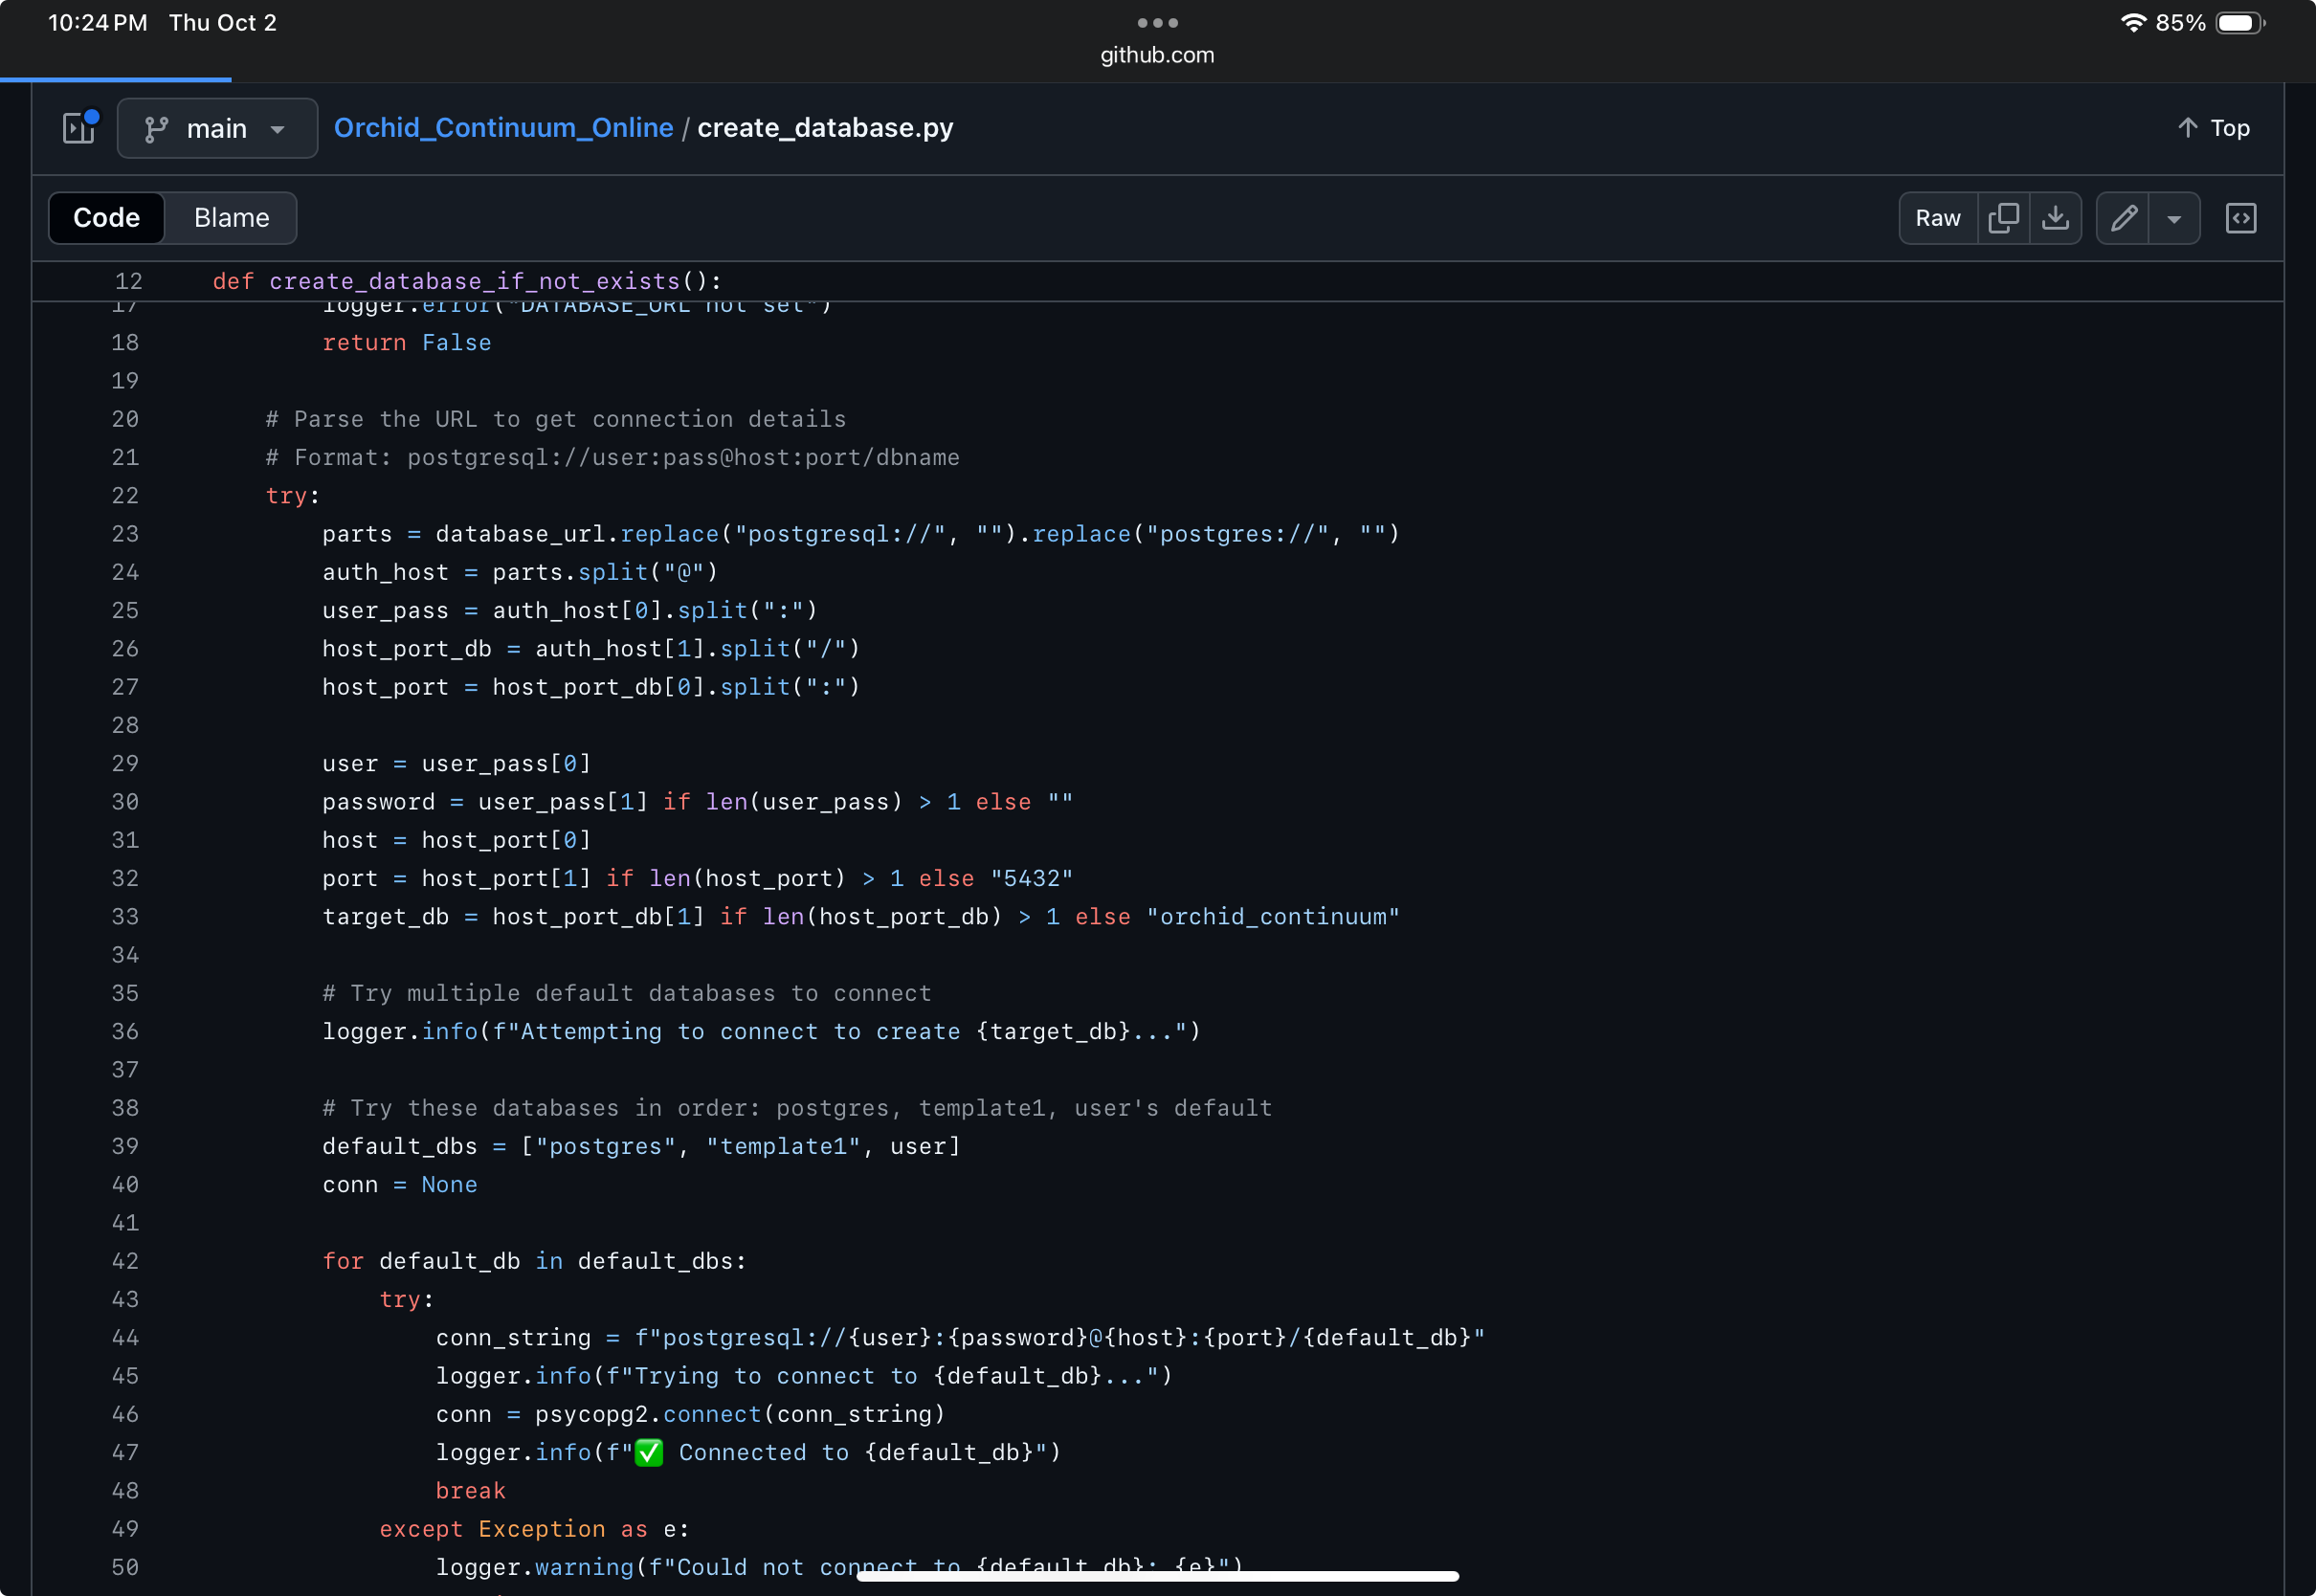 10:24 PM Thu Oct 2
85%
github.com
main
Orchid_Continuum_Online / create_database.py
Top
Code
Blame
Raw
12 def create_database_if_not_exists():
17 logger.error("DATABASE_URL not set")
18 return False
19
20 # Parse the URL to get connection details
21 # Format: postgresql://user:pass@host:port/dbname
22 try:
23 parts = database_url.replace("postgresql://", "").replace("postgres://", "")
24 auth_host = parts.split("@")
25 user_pass = auth_host[0].split(":")
26 host_port_db = auth_host[1].split("/")
27 host_port = host_port_db[0].split(":")
28
29 user = user_pass[0]
30 password = user_pass[1] if len(user_pass) > 1 else ""
31 host = host_port[0]
32 port = host_port[1] if len(host_port) > 1 else "5432"
33 target_db = host_port_db[1] if len(host_port_db) > 1 else "orchid_continuum"
34
35 # Try multiple default databases to connect
36 logger.info(f"Attempting to connect to create {target_db}...")
37
38 # Try these databases in order: postgres, template1, user's default
39 default_dbs = ["postgres", "template1", user]
40 conn = None
41
42 for default_db in default_dbs:
43 try:
44 conn_string = f"postgresql://{user}:{password}@{host}:{port}/{default_db}"
45 logger.info(f"Trying to connect to {default_db}...")
46 conn = psycopg2.connect(conn_string)
47 logger.info(f"✅ Connected to {default_db}")
48 break
49 except Exception as e:
50 logger.warning(f"Could not connect to {default_db}: {e}")